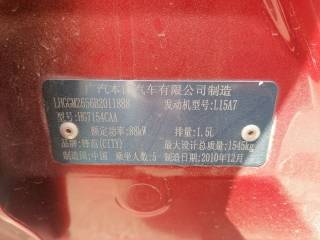 广汽本田汽车有限公司制造
LHGGM2656B2011888 发动机型号:L15A7
型号:HG7154CAA
额定功率:88kW 排量:1.5L
品牌:锋范(CITY) 最大设计总质量:1545kg
制造国:中国 乘坐人数:5 制造日期:2010年12月